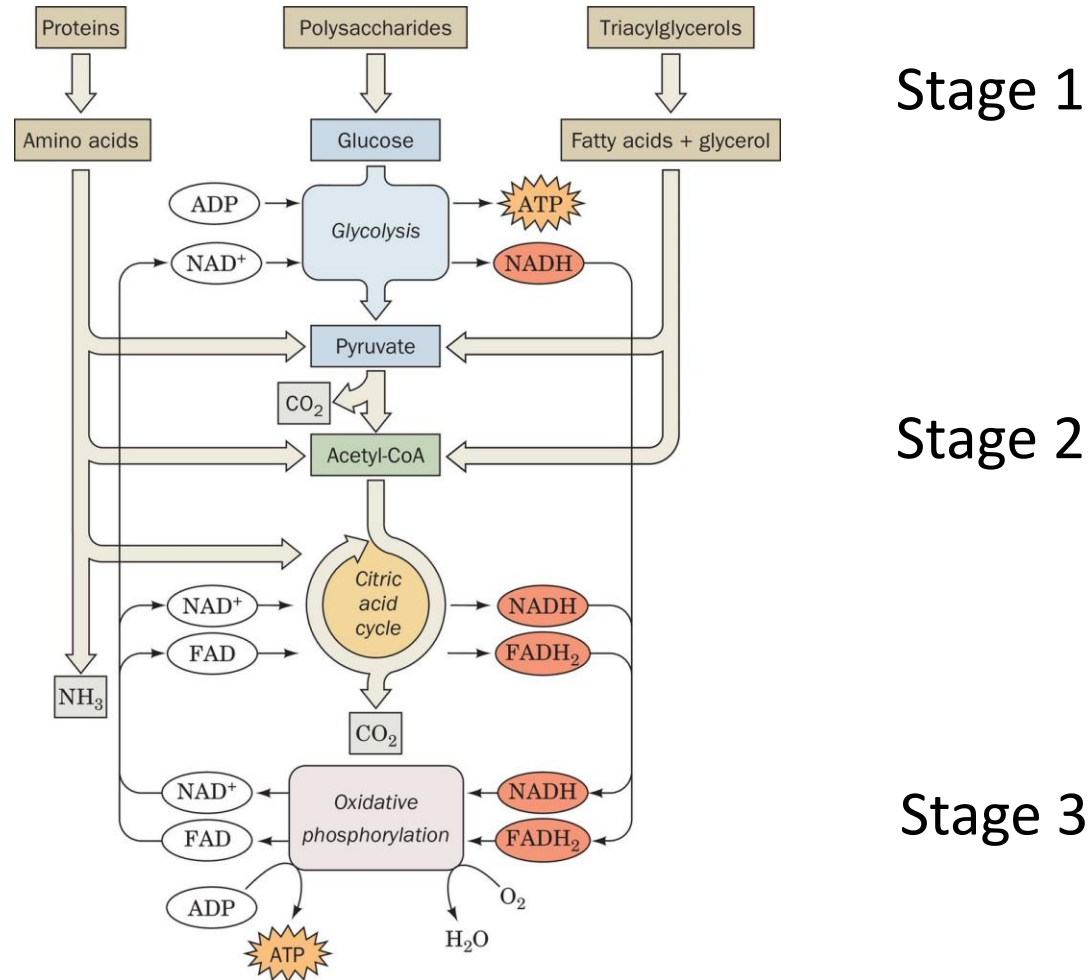 Proteins
Polysaccharides
Triacylglycerols
Stage 1
Amino acids
Glucose
Fatty acids + glycerol
ADP
Glycolysis
ATP
NAD⁺
NADH
Pyruvate
CO₂
Acetyl-CoA
Stage 2
Citric
acid
cycle
NAD⁺
NADH
FAD
FADH₂
NH₃
CO₂
NAD⁺
Oxidative
phosphorylation
NADH
Stage 3
FAD
FADH₂
ADP
O₂
ATP
H₂O